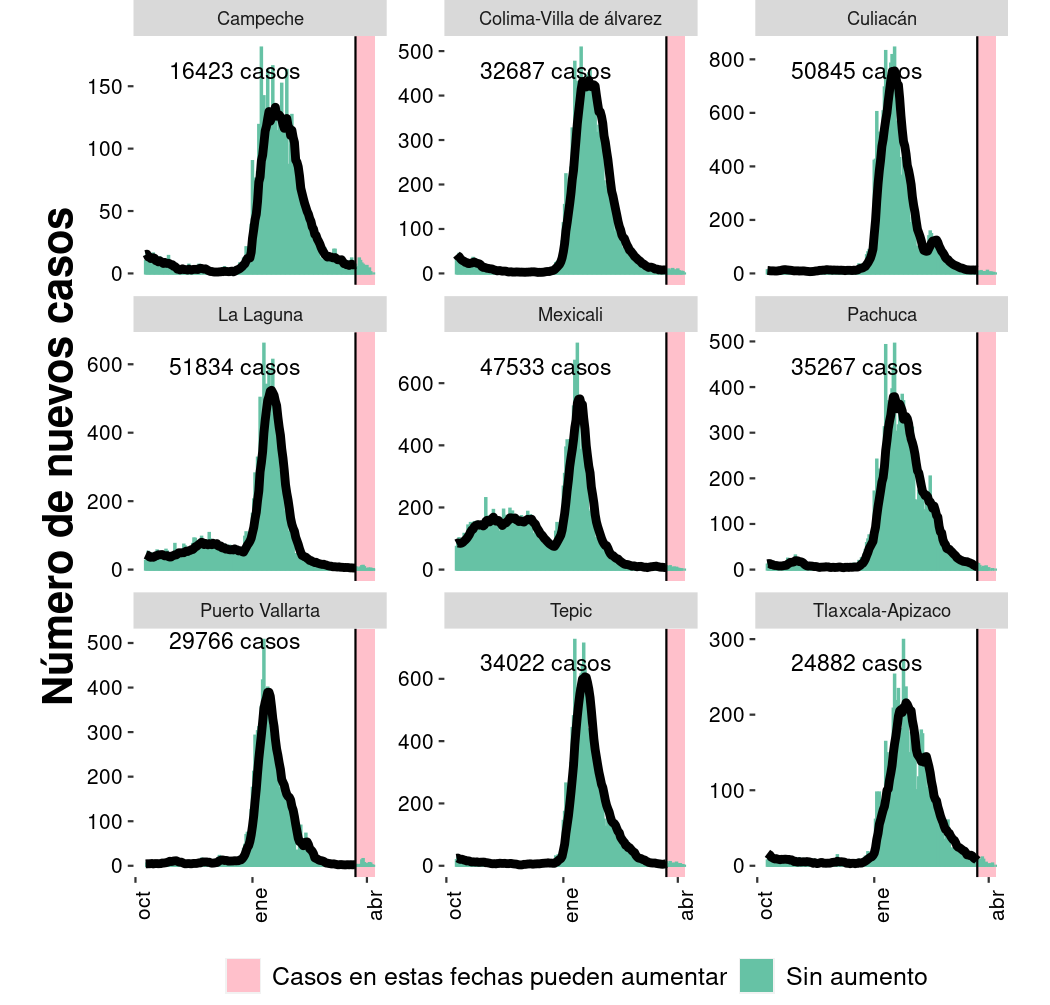 Campeche
Colima-Villa de álvarez
Culiacán
16423 casos
32687 casos
50845 casos
150
100
50
0
500
400
300
200
100
0
800
600
400
200
0
La Laguna
Mexicali
Pachuca
51834 casos
47533 casos
35267 casos
600
400
200
0
600
400
200
0
500
400
300
200
100
0
Puerto Vallarta
Tepic
Tlaxcala-Apizaco
29766 casos
34022 casos
24882 casos
500
400
300
200
100
0
600
400
200
0
300
200
100
0
oct
ene
abr
oct
ene
abr
oct
ene
abr
Número de nuevos casos
Casos en estas fechas pueden aumentar
Sin aumento